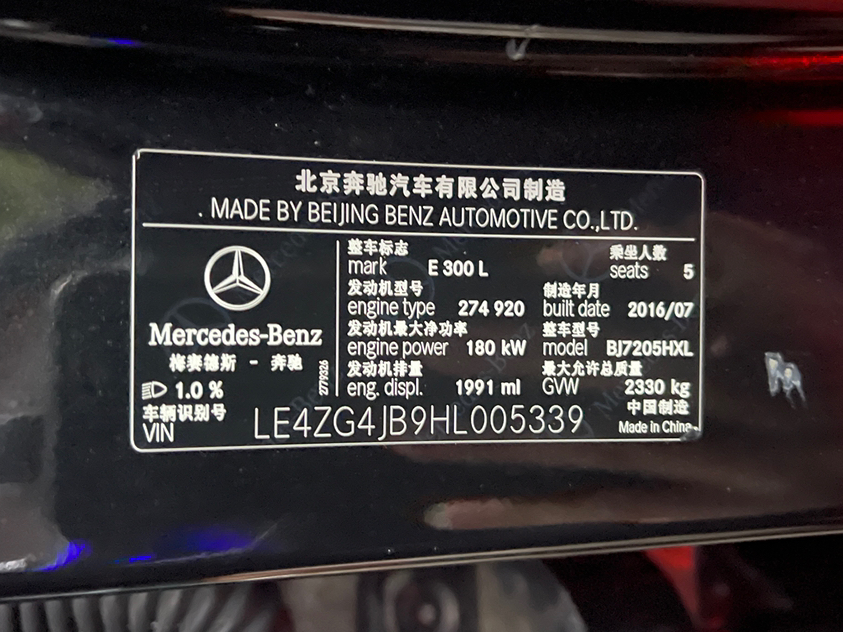 北京奔驰汽车有限公司制造
. MADE BY BEIJING BENZ AUTOMOTIVE CO.,LTD.
Mercedes-Benz
梅赛德斯 - 奔驰
1.0 %
2779326
整车标志 乘坐人数
mark E 300 L seats 5
发动机型号 制造年月
engine type 274 920 built date 2016/07
发动机最大净功率 整车型号
engine power 180 kW model BJ7205HXL
发动机排量 最大允许总质量
eng. displ. 1991 ml GVW 2330 kg
车辆识别号 中国制造
VIN LE4ZG4JB9HL005339 Made in China